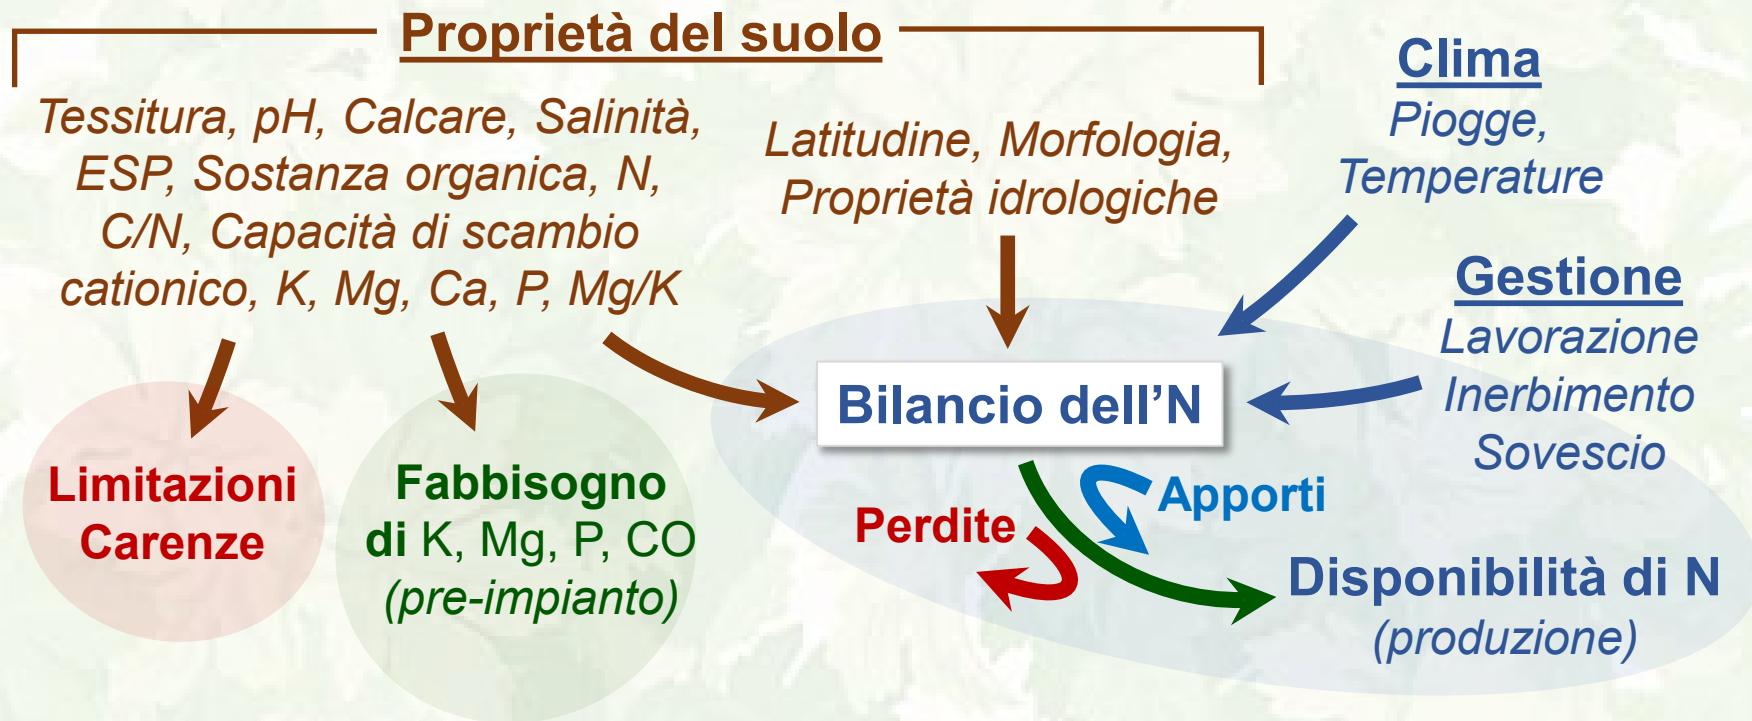 Proprietà del suolo
Tessitura, pH, Calcare, Salinità,
ESP, Sostanza organica, N,
C/N, Capacità di scambio
cationico, K, Mg, Ca, P, Mg/K
Latitudine, Morfologia,
Proprietà idrologiche
Clima
Piogge,
Temperature
Gestione
Lavorazione
Inerbimento
Sovescio
Bilancio dell’N
Limitazioni
Carenze
Fabbisogno
di K, Mg, P, CO
(pre-impianto)
Perdite
Apporti
Disponibilità di N
(produzione)